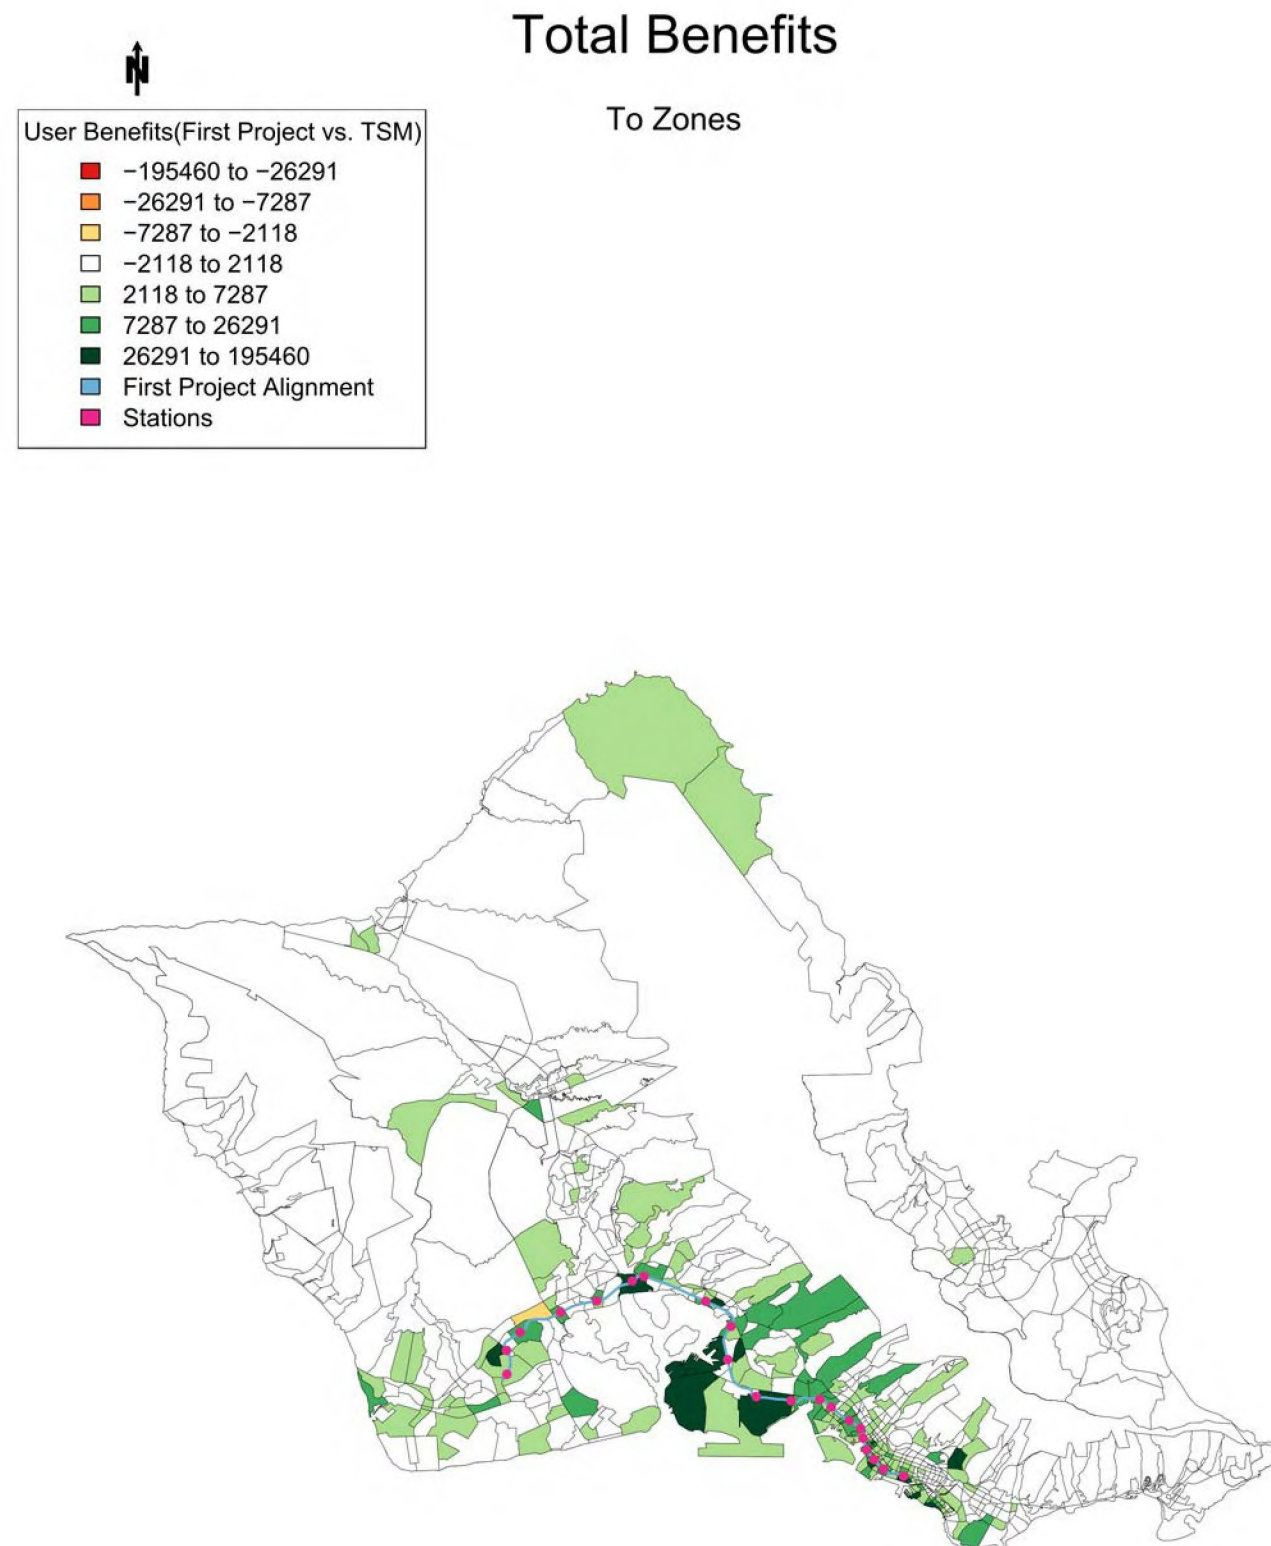 Total Benefits
N
To Zones
User Benefits(First Project vs. TSM)
−195460 to −26291
−26291 to −7287
−7287 to −2118
−2118 to 2118
2118 to 7287
7287 to 26291
26291 to 195460
First Project Alignment
Stations